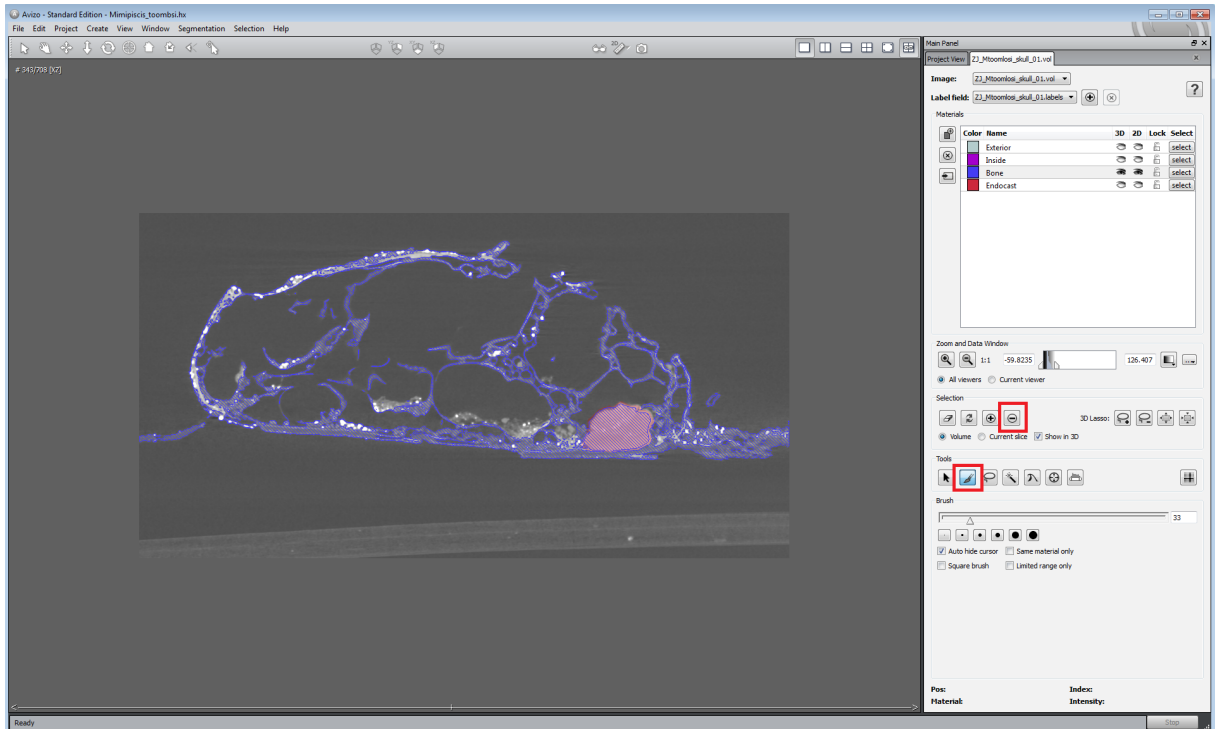 Avizo - Standard Edition - Mimipiscis_toombsi.hx
File Edit Project Create View Window Segmentation Selection Help
3D
# 343/708 [XZ]
Main Panel
Project View ZJ_Mtoomlosi_skull_01.vol
Image: ZJ_Mtoomlosi_skull_01.vol
Label field: ZJ_Mtoomlosi_skull_01.labels
?
Materials
Color Name 3D 2D Lock Select
Exterior select
Inside select
Bone select
Endocast select
Zoom and Data Window
1:1 -59.8235 126.407
All viewers Current viewer
Selection
3D Lasso:
Volume Current slice Show in 3D
Tools
Brush
33
Auto hide cursor Same material only
Square brush Limited range only
Pos: Index:
Material: Intensity:
Ready Stop